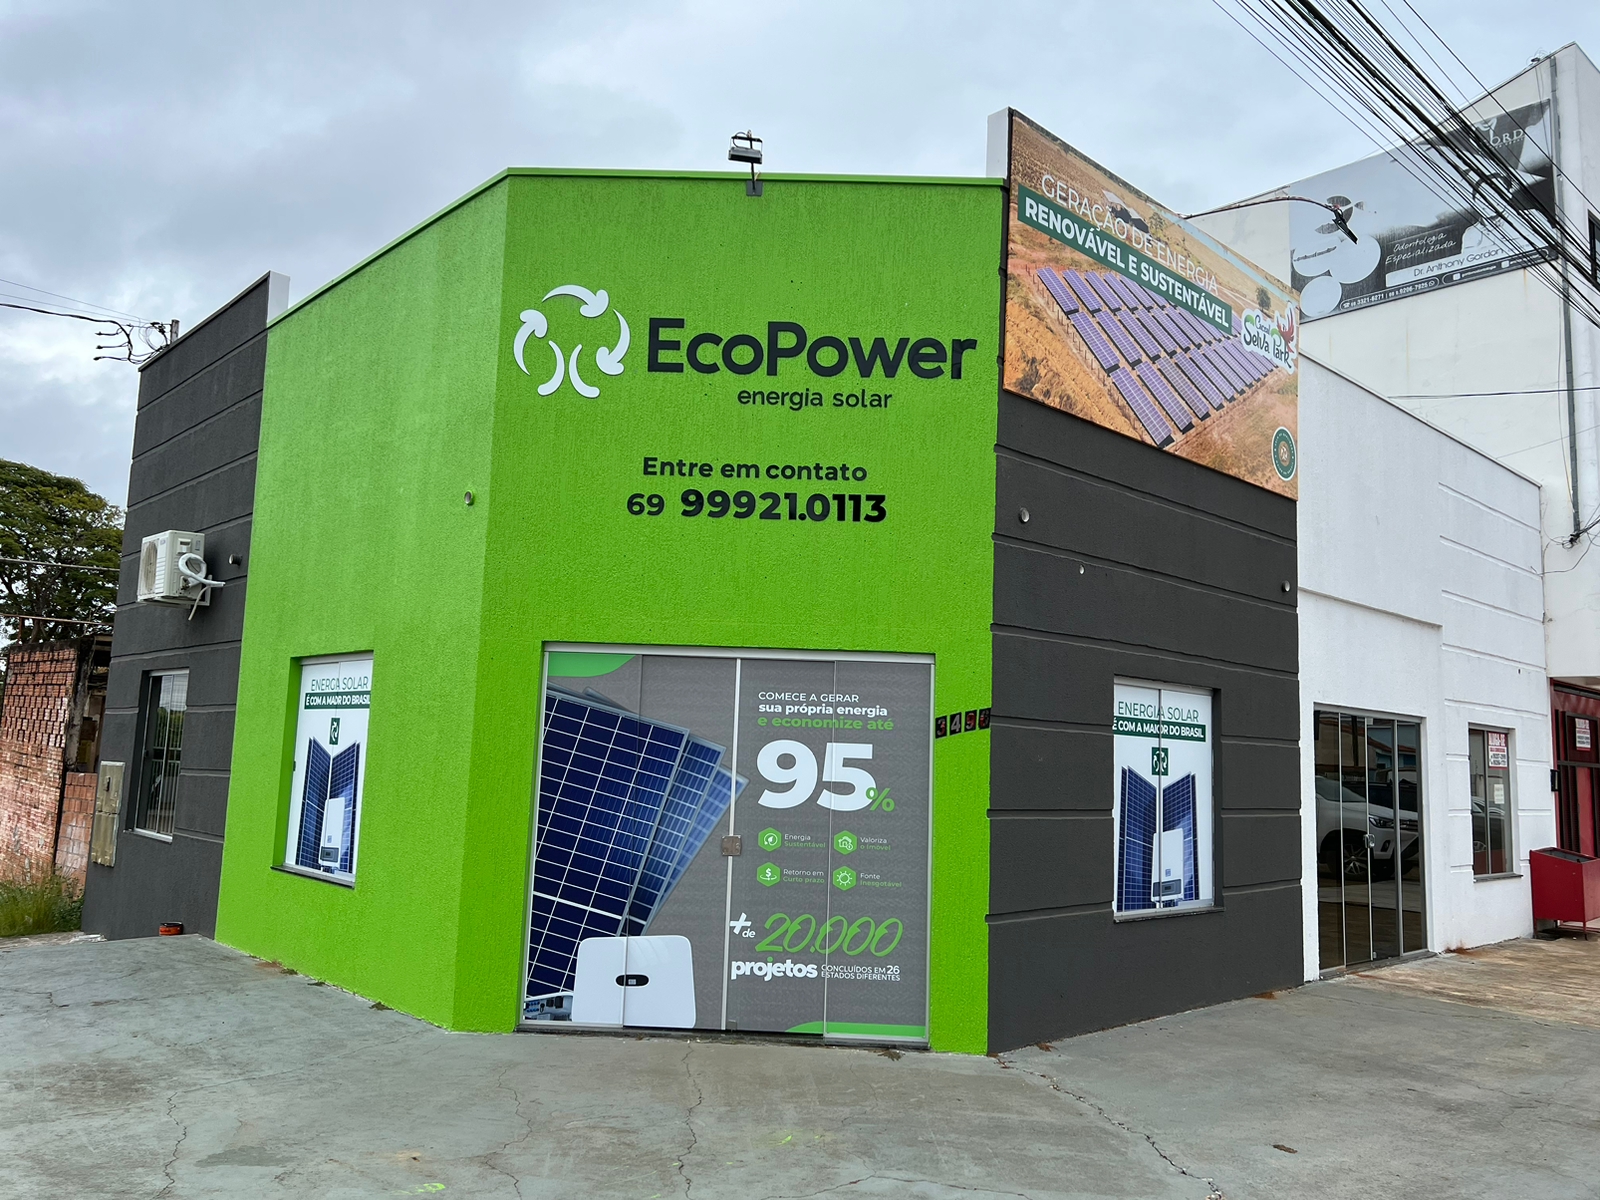 EcoPower
energia solar
Entre em contato
69 99921.0113
GERAÇÃO DE ENERGIA
RENOVÁVEL E SUSTENTÁVEL
Selva Park
Odontologia
Especializada
Dr. Anthony Gordon
ENERGIA SOLAR
É COM A MAIOR DO BRASIL
COMECE A GERAR
sua própria energia
e economize até
95%
Energia
Sustentável
Valoriza
o Imóvel
Retorno em
Curto prazo
Fonte
Inesgotável
+ de 20.000
projetos CONCLUÍDOS EM 26
ESTADOS DIFERENTES
ENERGIA SOLAR
É COM A MAIOR DO BRASIL